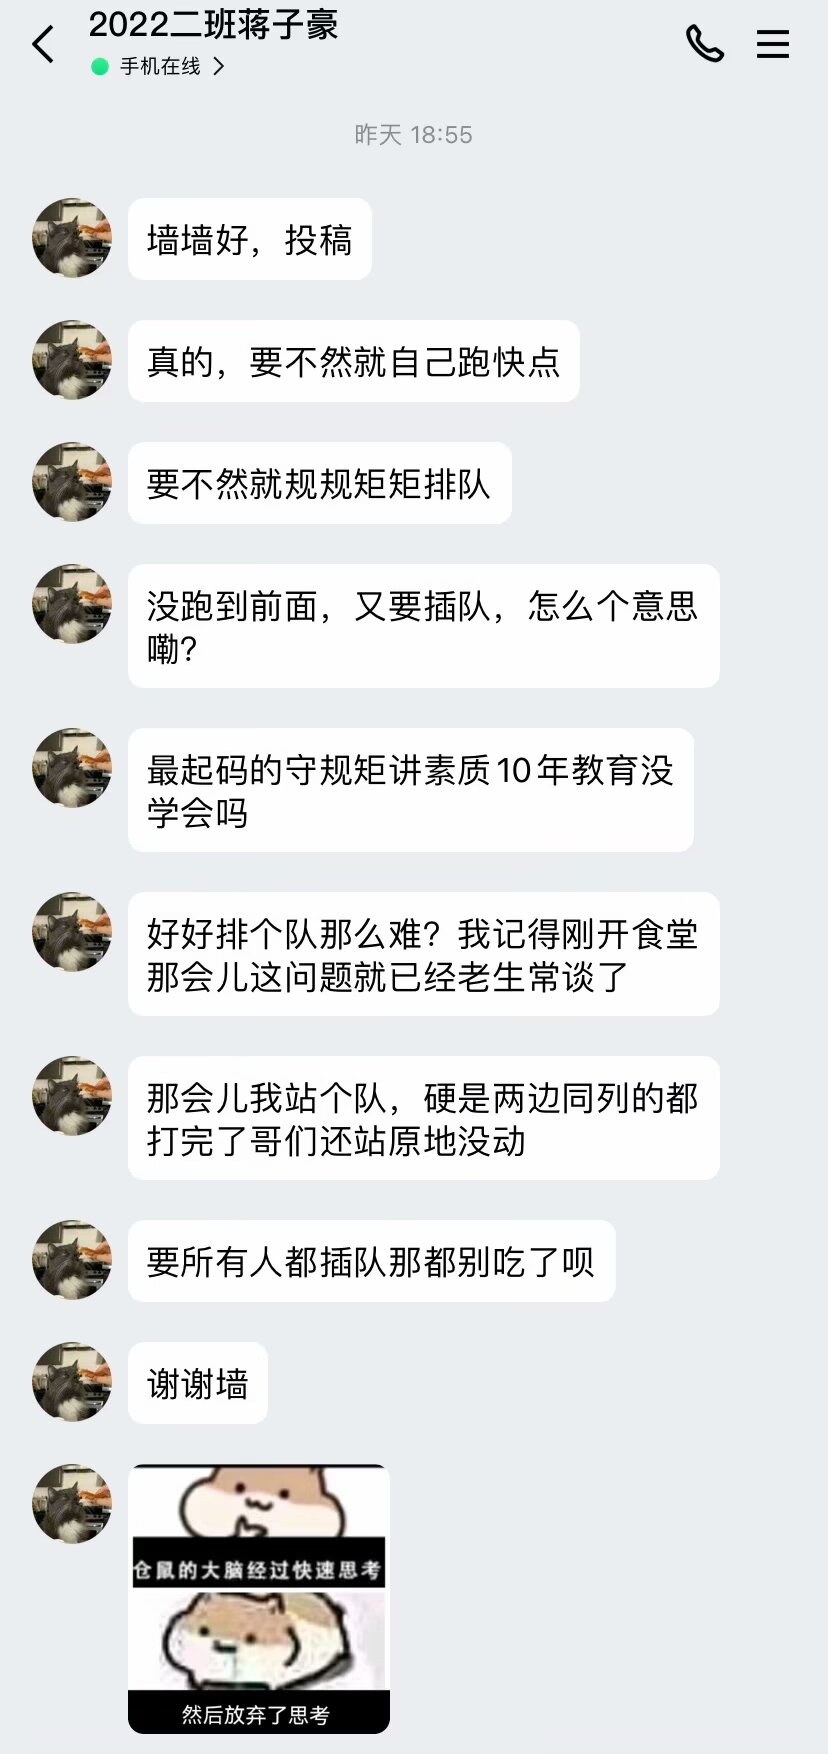 2022二班蒋子豪
手机在线
昨天 18:55
墙墙好，投稿
真的，要不然就自己跑快点
要不然就规规矩矩排队
没跑到前面，又要插队，怎么个意思
嘞？
最起码的守规矩讲素质10年教育没
学会吗
好好排个队那么难？我记得刚开食堂
那会儿这问题就已经老生常谈了
那会儿我站个队，硬是两边同列的都
打完了哥们还站原地没动
要所有人都插队那都别吃了呗
谢谢墙
仓鼠的大脑经过快速思考
然后放弃了思考